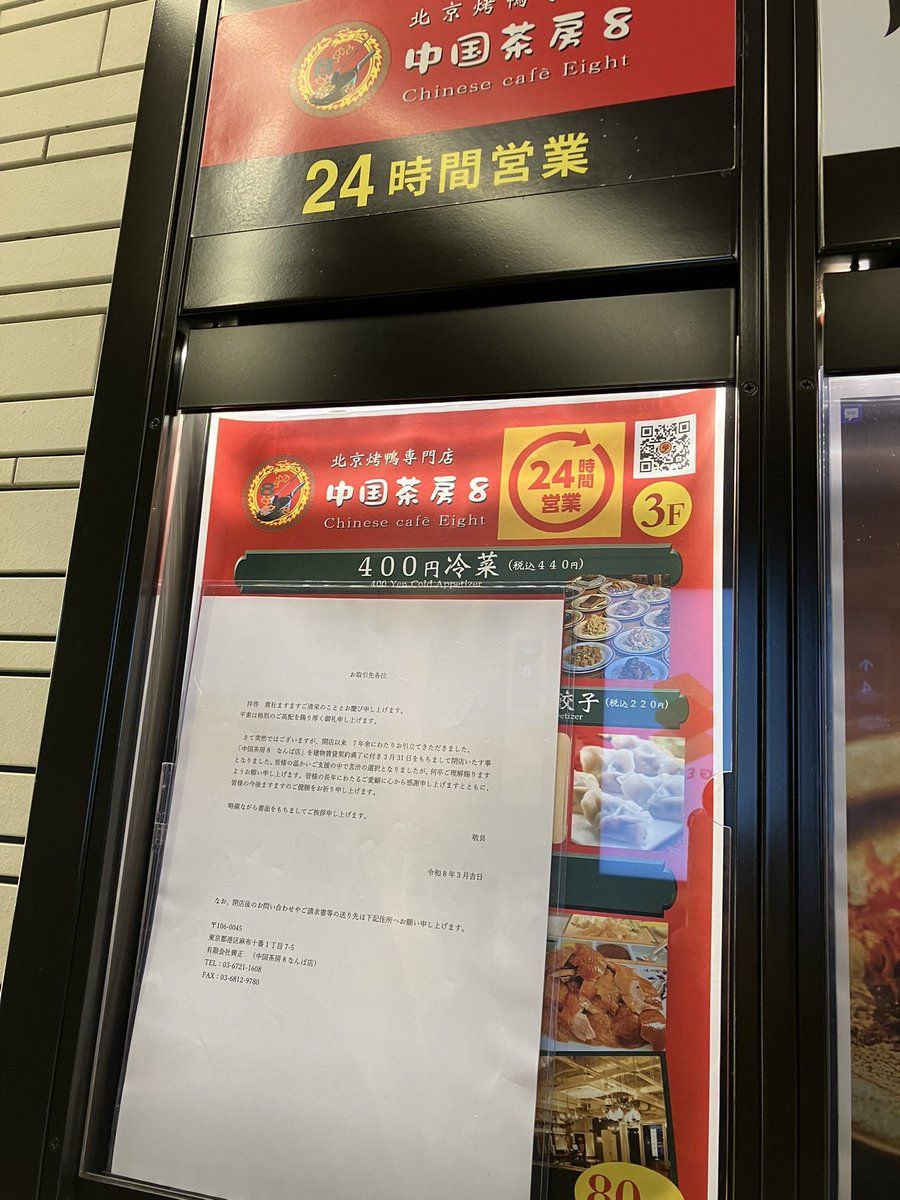 中国茶房8
Chinese cafè Eight
24時間営業
北京烤鴨専門店
中国茶房8
Chinese cafè Eight
24時間
営業
3F
400円冷菜(税込440円)
400 Yen Cold Appetizer
餃子(税込220円)
お取引先各位
拝啓 貴社ますますご清栄のこととお慶び申し上げます。
平素は格別のご高配を賜り厚く御礼申し上げます。
さて突然ではございますが、開店以来 7年余にわたりお引立てきただきました、
「中国茶房8 なんば店」を建物賃貸契約満了に付き3月31日をもちまして閉店いたす事
となりました。皆様の温かいご支援の中で苦渋の選択となりましたが、何卒ご理解賜ります
ようお願い申し上げます。皆様の長年にわたるご愛顧に心から感謝申し上げますとともに、
皆様の今後ますますのご健勝をお祈り申し上げます。
略儀ながら書面をもちましてご挨拶申し上げます。
敬具
令和8年3月吉日
なお、閉店後のお問い合わせやご請求書等の送り先は下記住所へお願い申し上げます。
〒106-0045
東京都港区麻布十番1丁目7-5
有限会社興正 (中国茶房8なんば店)
TEL:03-6721-1608
FAX:03-6812-9780
80